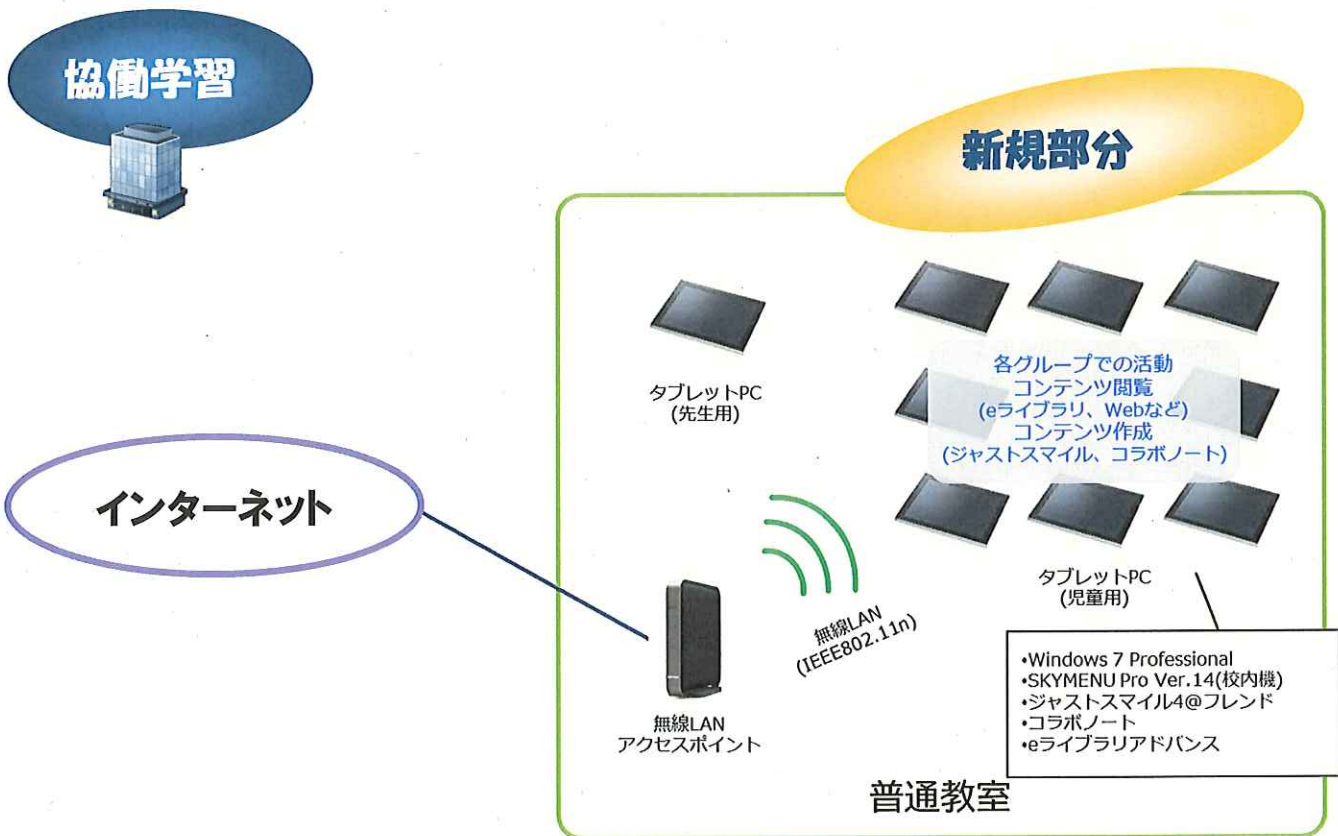 協働学習
新規部分
タブレットPC
(先生用)
各グループでの活動
コンテンツ閲覧
(eライブラリ、Webなど)
コンテンツ作成
(ジャストスマイル、コラボノート)
インターネット
タブレットPC
(児童用)
無線LAN
(IEEE802.11n)
無線LAN
アクセスポイント
•Windows 7 Professional
•SKYMENU Pro Ver.14(校内機)
•ジャストスマイル4@フレンド
•コラボノート
•eライブラリアドバンス
普通教室